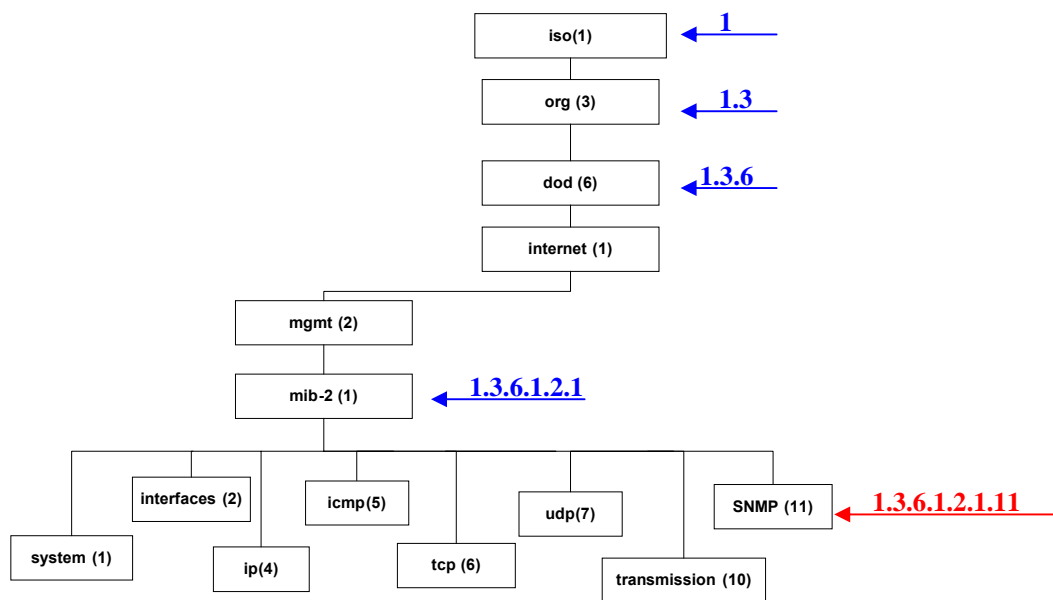 iso(1)
1
org (3)
1.3
dod (6)
1.3.6
internet (1)
mgmt (2)
mib-2 (1)
1.3.6.1.2.1
interfaces (2)
icmp(5)
udp(7)
SNMP (11)
1.3.6.1.2.1.11
system (1)
ip(4)
tcp (6)
transmission (10)